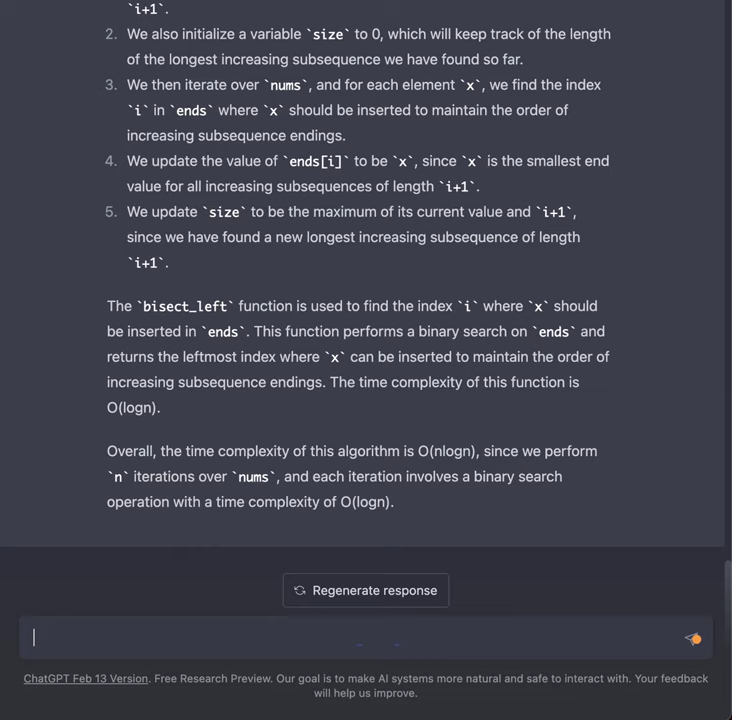 `i+1`.
2. We also initialize a variable `size` to 0, which will keep track of the length
of the longest increasing subsequence we have found so far.
3. We then iterate over `nums`, and for each element `x`, we find the index
`i` in `ends` where `x` should be inserted to maintain the order of
increasing subsequence endings.
4. We update the value of `ends[i]` to be `x`, since `x` is the smallest end
value for all increasing subsequences of length `i+1`.
5. We update `size` to be the maximum of its current value and `i+1`,
since we have found a new longest increasing subsequence of length
`i+1`.
The `bisect_left` function is used to find the index `i` where `x` should
be inserted in `ends`. This function performs a binary search on `ends` and
returns the leftmost index where `x` can be inserted to maintain the order of
increasing subsequence endings. The time complexity of this function is
O(logn).
Overall, the time complexity of this algorithm is O(nlogn), since we perform
`n` iterations over `nums`, and each iteration involves a binary search
operation with a time complexity of O(logn).
Regenerate response
ChatGPT Feb 13 Version. Free Research Preview. Our goal is to make AI systems more natural and safe to interact with. Your feedback
will help us improve.